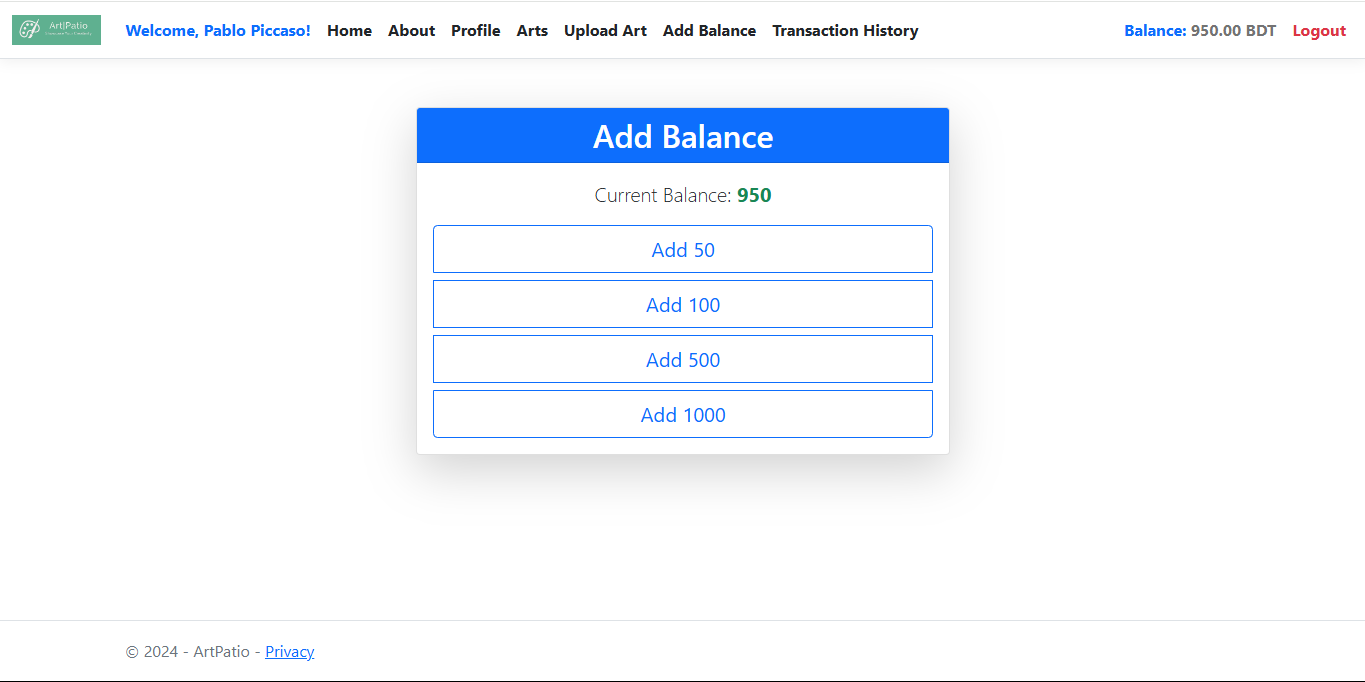 ArtPatio
Welcome, Pablo Piccaso! Home About Profile Arts Upload Art Add Balance Transaction History Balance: 950.00 BDT Logout
Add Balance
Current Balance: 950
Add 50
Add 100
Add 500
Add 1000
© 2024 - ArtPatio - Privacy